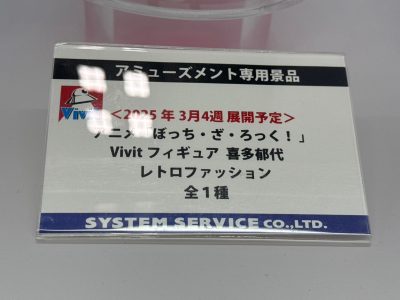 アミューズメント専用景品
Vivit
＜2025年3月4週 展開予定＞
アニメ「ぼっち・ざ・ろっく！」
Vivit フィギュア 喜多郁代
レトロファッション
全1種
SYSTEM SERVICE CO.,LTD.